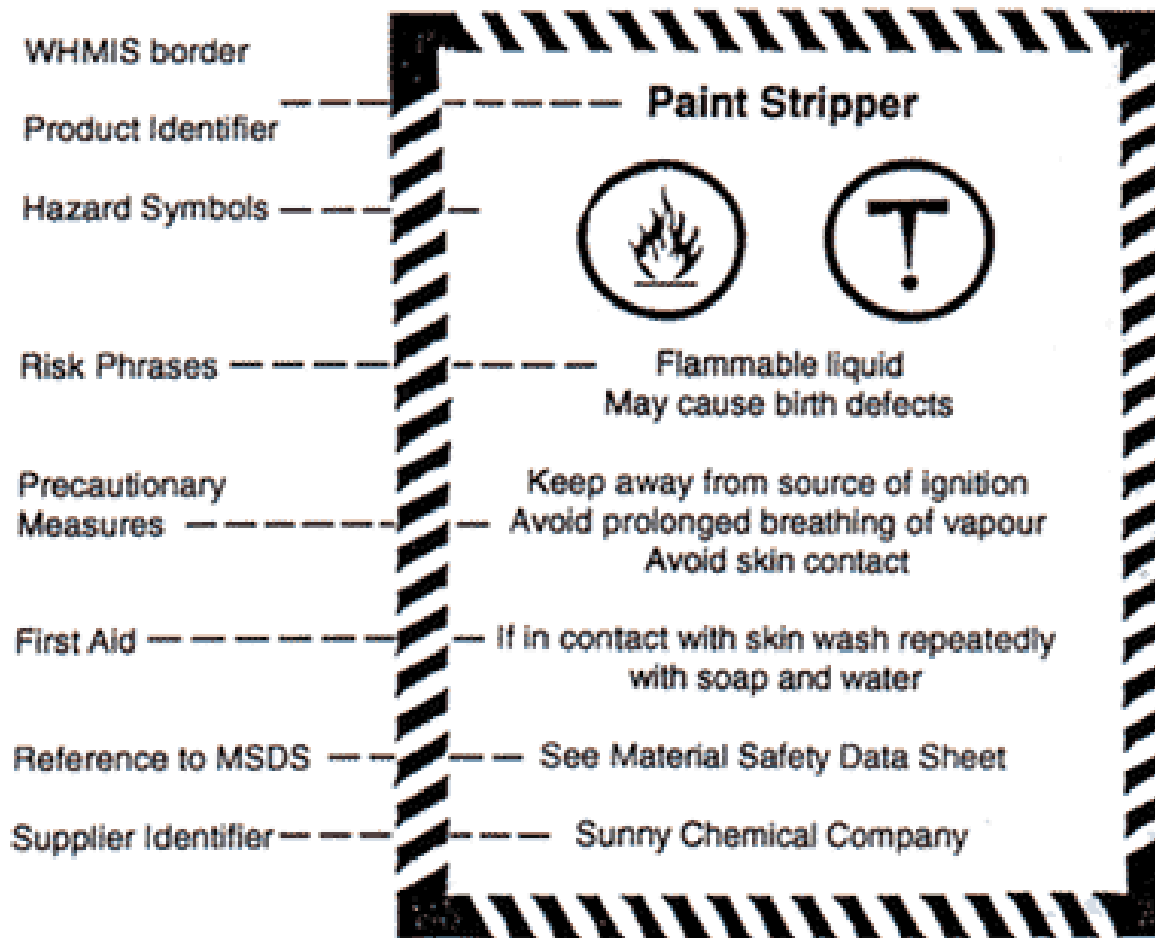 WHMIS border
Product Identifier
Hazard Symbols
Risk Phrases
Precautionary
Measures
First Aid
Reference to MSDS
Supplier Identifier
Paint Stripper
Flammable liquid
May cause birth defects
Keep away from source of ignition
Avoid prolonged breathing of vapour
Avoid skin contact
If in contact with skin wash repeatedly
with soap and water
See Material Safety Data Sheet
Sunny Chemical Company